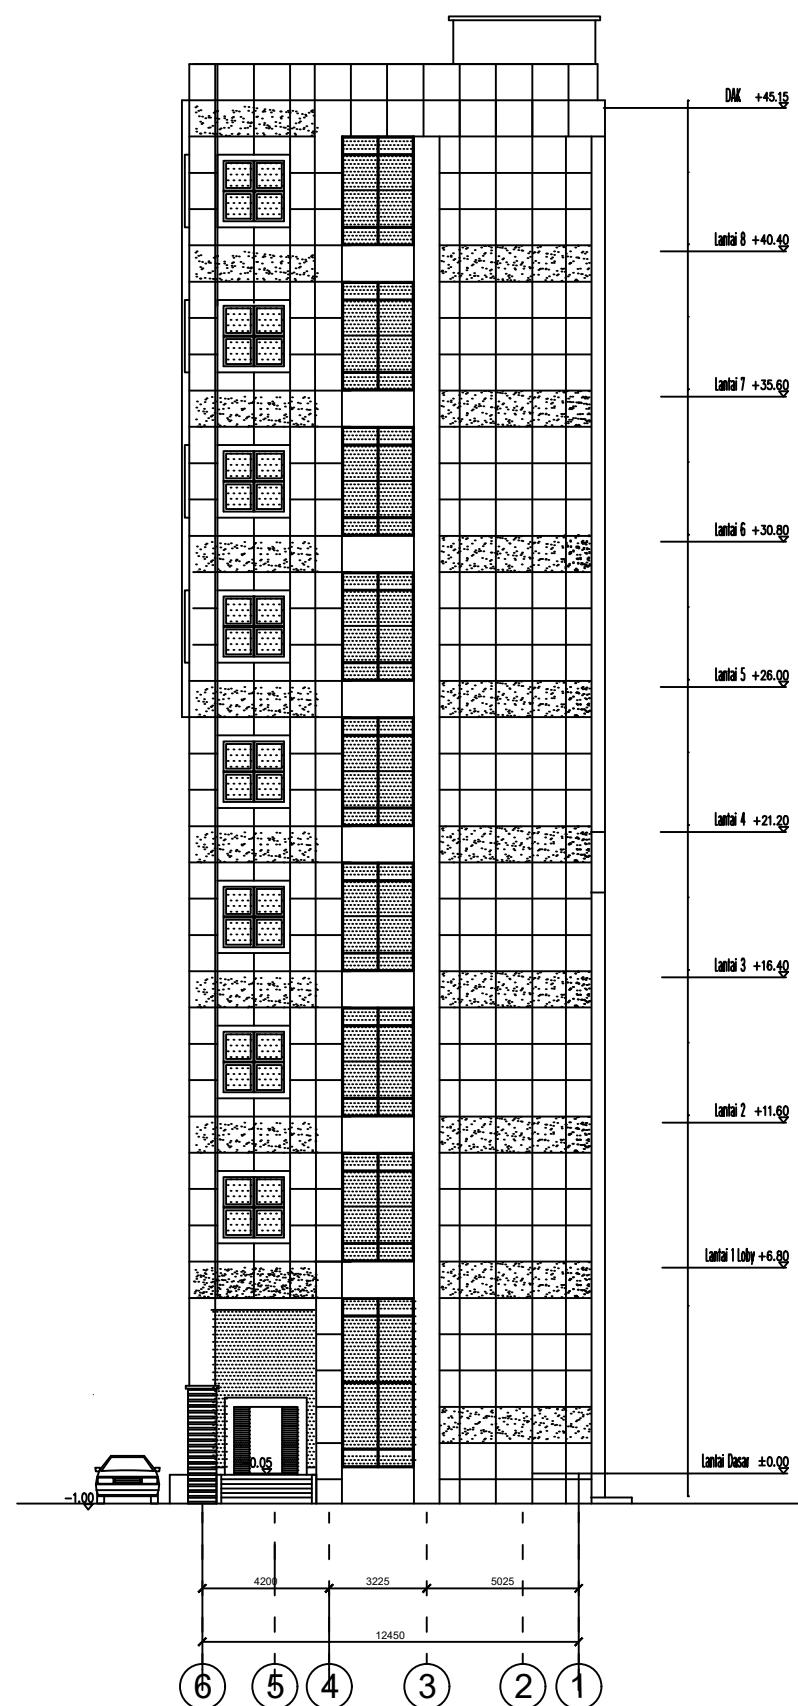 DAK +45.15
Lantai 8 +40.40
Lantai 7 +35.60
Lantai 6 +30.80
Lantai 5 +26.00
Lantai 4 +21.20
Lantai 3 +16.40
Lantai 2 +11.60
Lantai 1 Loby +6.80
Lantai Dasar ±0.00
0.05
-1.00
4200 3225 5025
12450
6 5 4 3 2 1